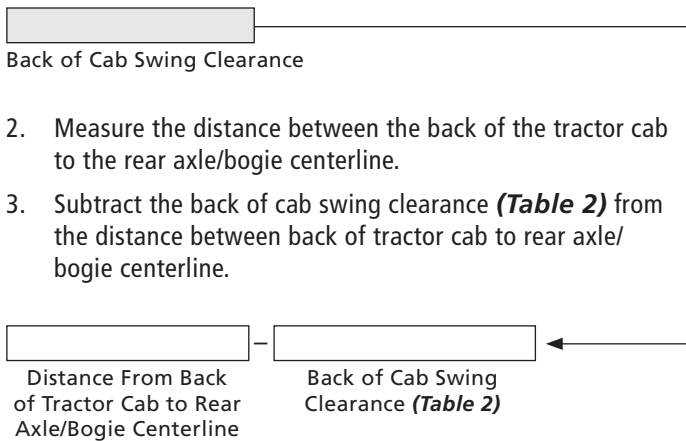 Back of Cab Swing Clearance
2. Measure the distance between the back of the tractor cab
to the rear axle/bogie centerline.
3. Subtract the back of cab swing clearance (Table 2) from
the distance between back of tractor cab to rear axle/
bogie centerline.
–
Distance From Back
of Tractor Cab to Rear
Axle/Bogie Centerline
Back of Cab Swing
Clearance (Table 2)